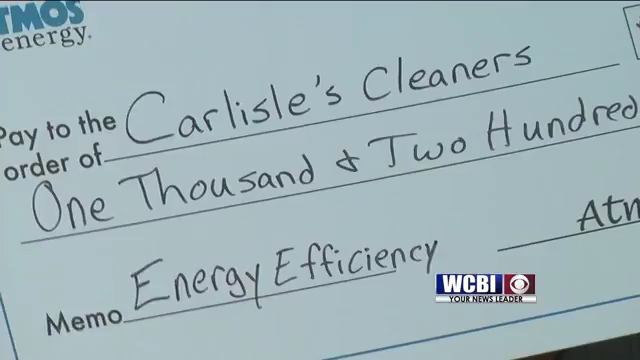 TMOS
energy.
Pay to the
order of Carlisle's Cleaners
One Thousand & Two Hundred
Atm
Memo Energy Efficiency
WCBI
YOUR NEWS LEADER